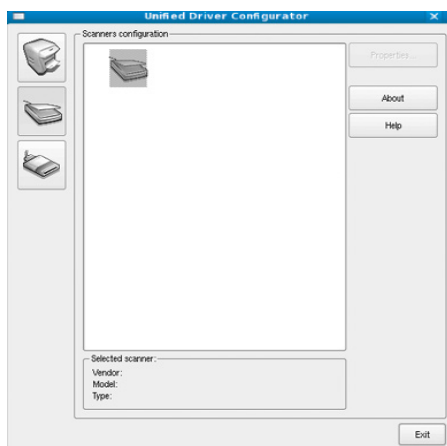 Unified Driver Configurator
Scanners configuration
Properties...
About
Help
Selected scanner:
Vendor:
Model:
Type:
Exit